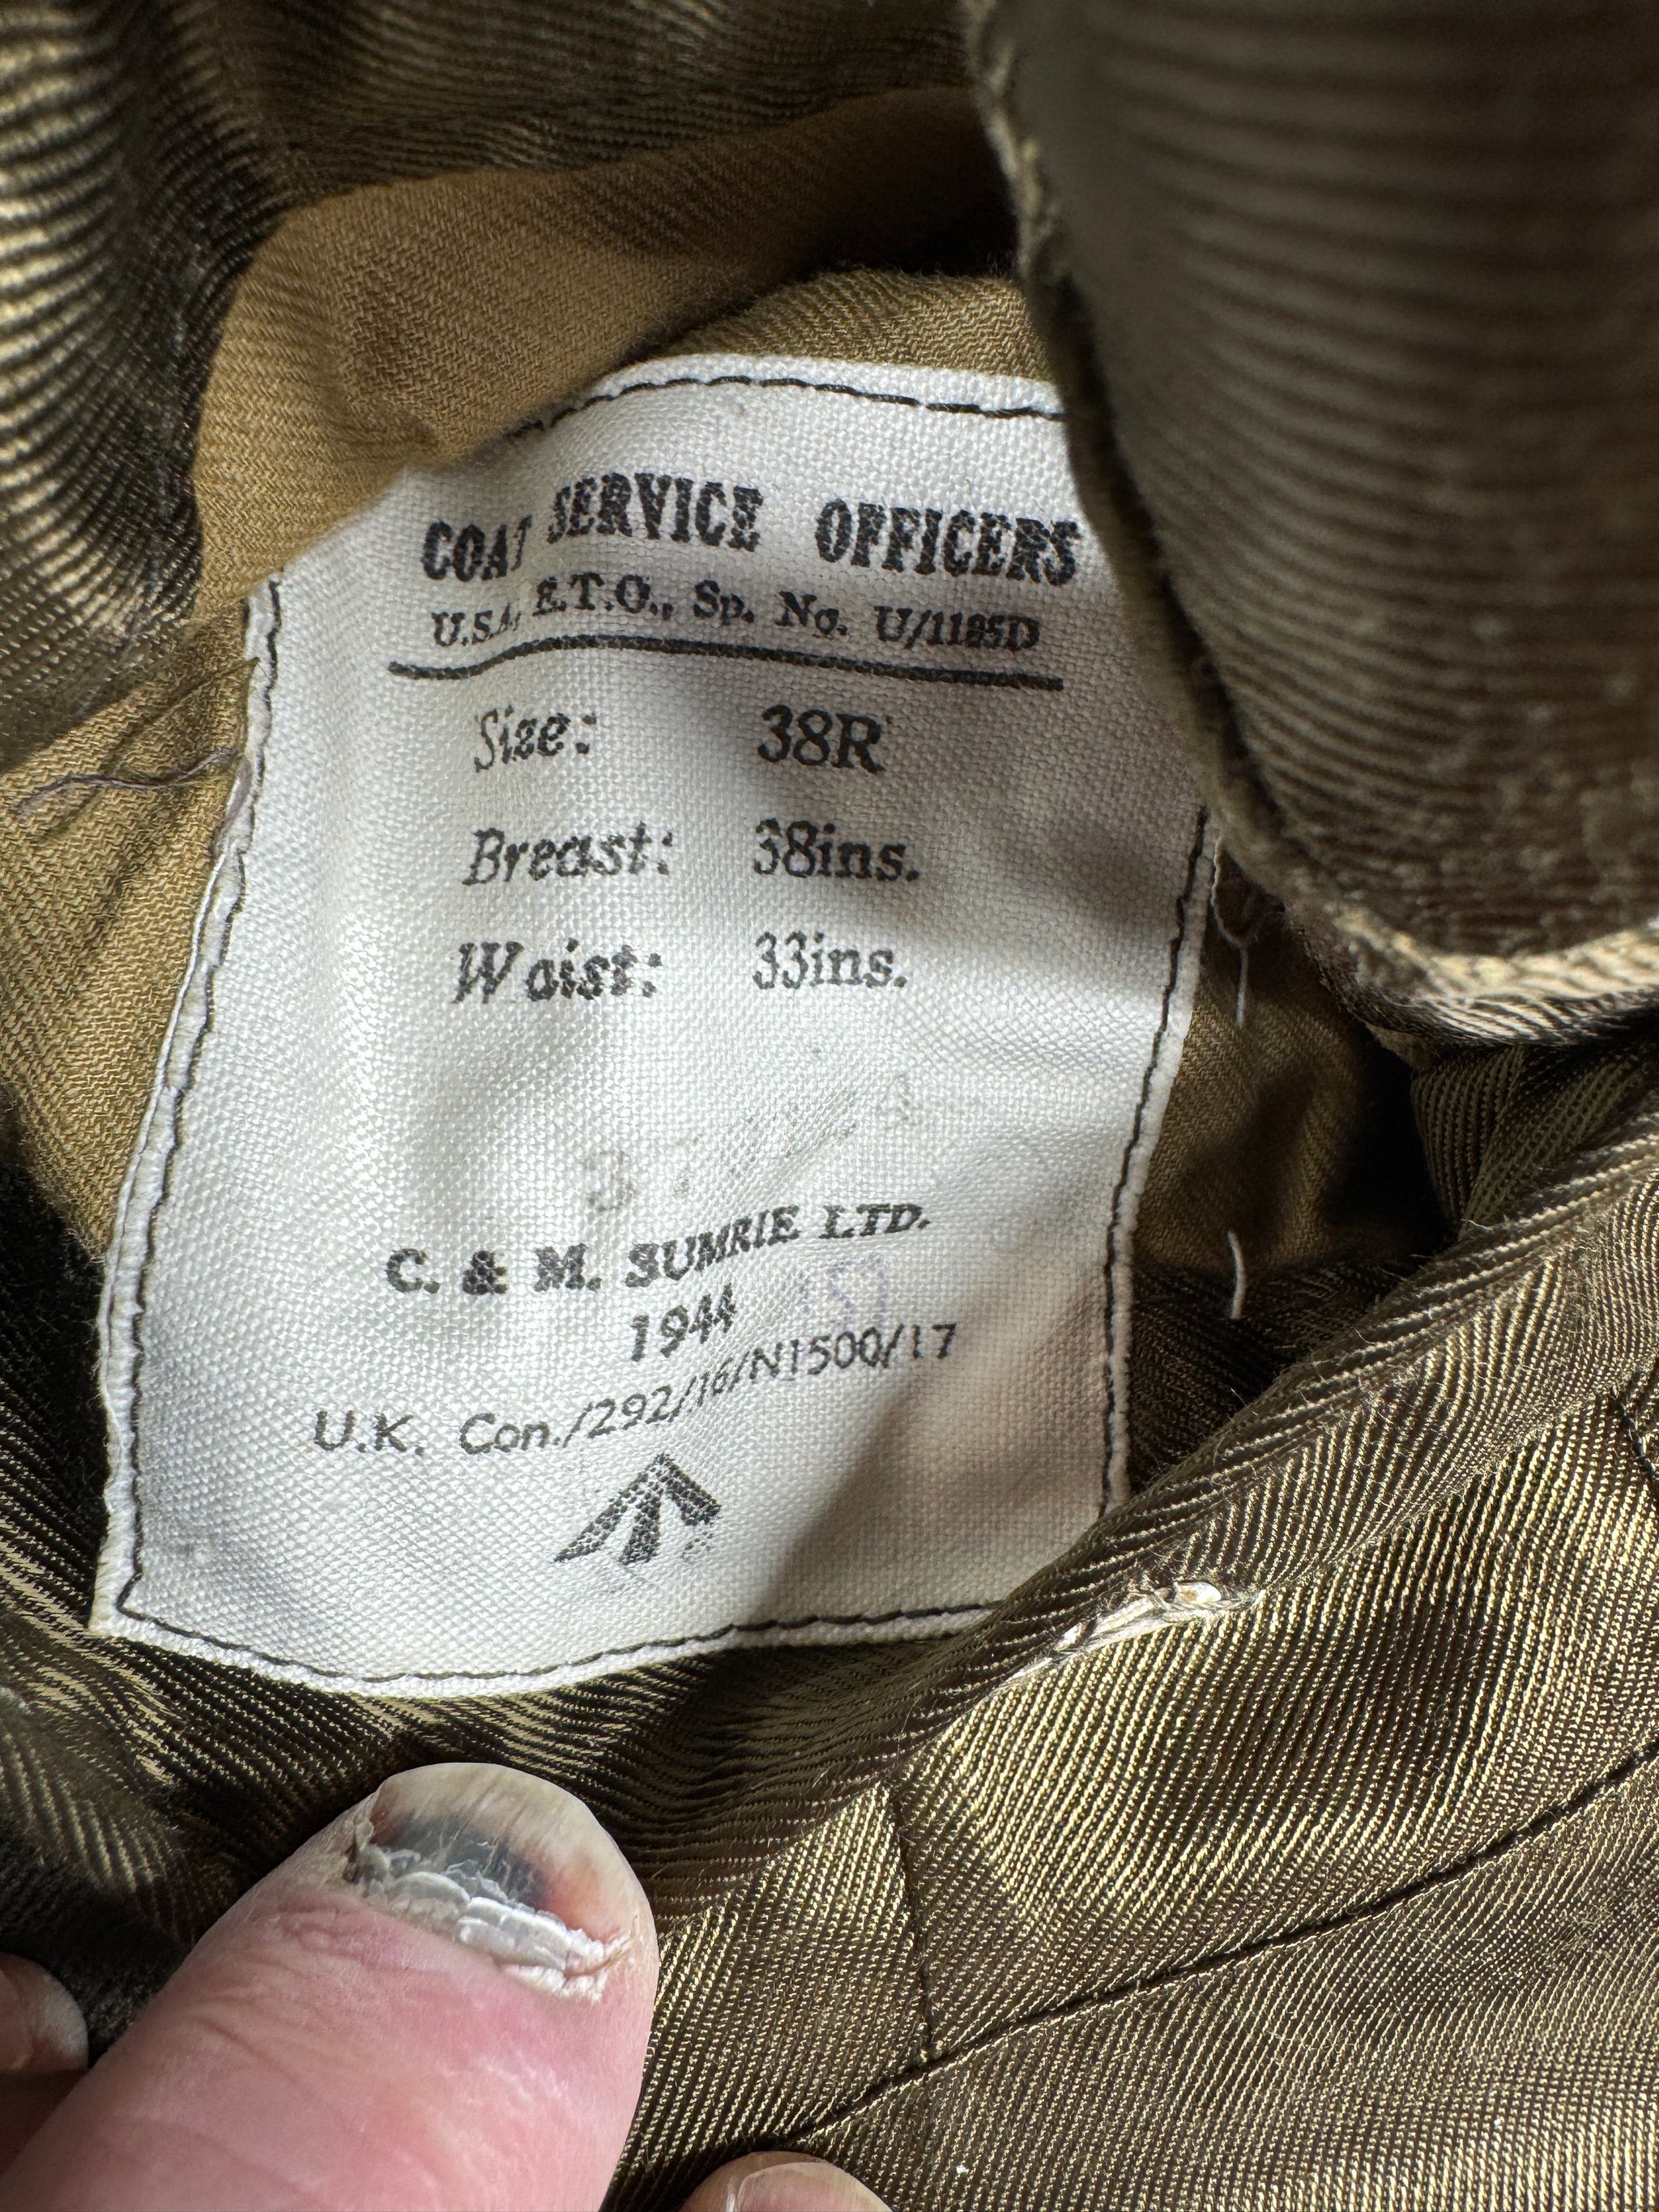 COAT SERVICE OFFICERS
U.S.A. E.T.O., Sp. No. U/1185D
Size: 38R
Breast: 38ins.
Waist: 33ins.
C. & M. SUMRIE LTD.
1944
U.K. Con./292/16/N1500/17